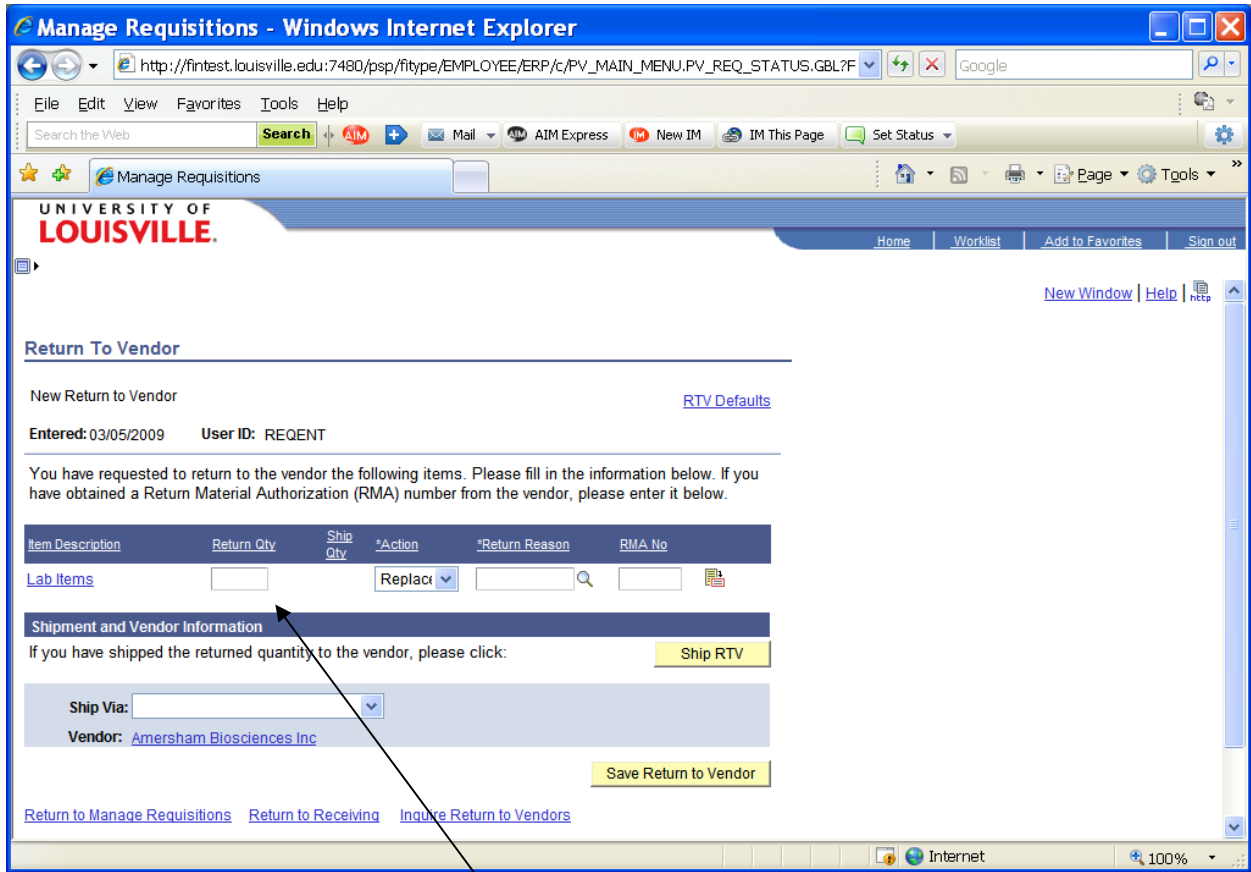 Manage Requisitions - Windows Internet Explorer
http://fintest.louisville.edu:7480/psp/fitype/EMPLOYEE/ERP/c/PV_MAIN_MENU.PV_REQ_STATUS.GBL?F
Google
File Edit View Favorites Tools Help
Search the Web Search AIM Mail AIM Express IM New IM IM This Page Set Status
Manage Requisitions Page Tools »
UNIVERSITY OF
LOUISVILLE.
Home | Worklist | Add to Favorites | Sign out
New Window | Help | http
Return To Vendor
New Return to Vendor RTV Defaults
Entered: 03/05/2009 User ID: REQENT
You have requested to return to the vendor the following items. Please fill in the information below. If you
have obtained a Return Material Authorization (RMA) number from the vendor, please enter it below.
Item Description Return Qty Ship Qty *Action *Return Reason RMA No
Lab Items Replace
Shipment and Vendor Information
If you have shipped the returned quantity to the vendor, please click: Ship RTV
Ship Via:
Vendor: Amersham Biosciences Inc
Save Return to Vendor
Return to Manage Requisitions Return to Receiving Inquire Return to Vendors
Internet 100%